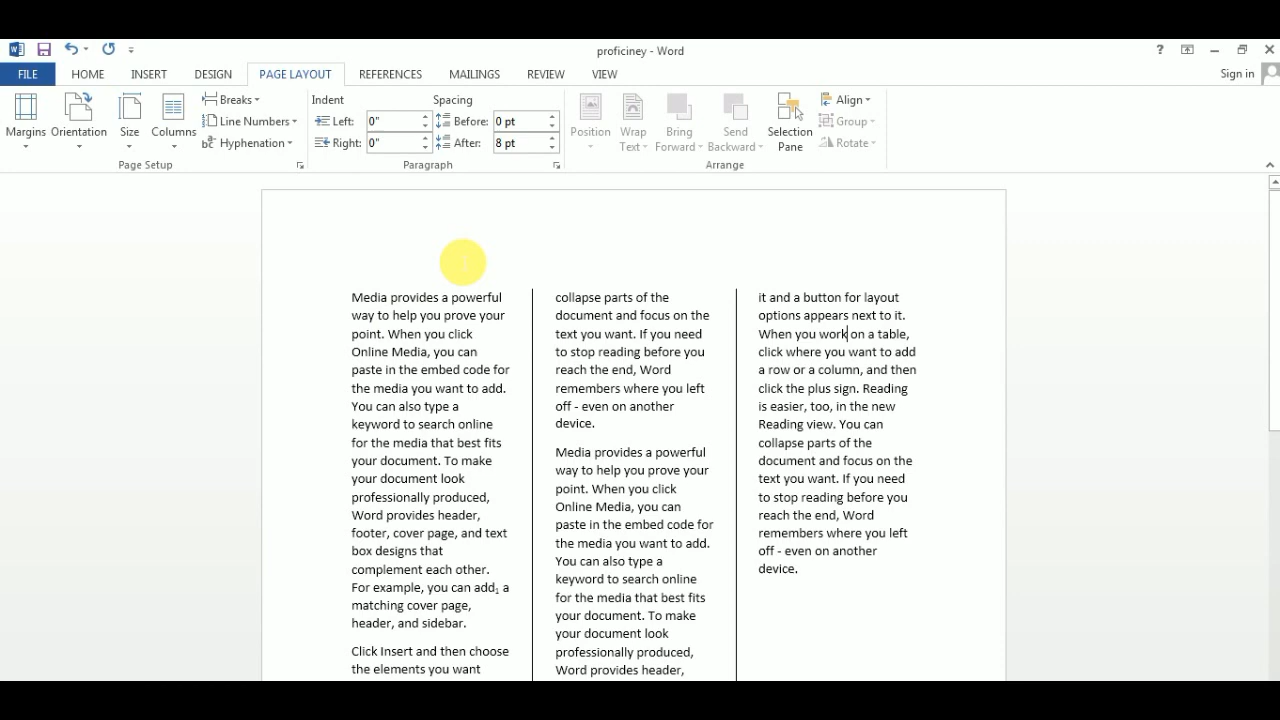 proficiney - Word
?
FILE HOME INSERT DESIGN PAGE LAYOUT REFERENCES MAILINGS REVIEW VIEW Sign in
Margins Orientation Size Columns
Breaks
Line Numbers
Hyphenation
Page Setup
Indent
Left: 0"
Right: 0"
Spacing
Before: 0 pt
After: 8 pt
Paragraph
Position
Wrap Text
Bring Forward
Send Backward
Selection Pane
Align
Group
Rotate
Arrange
Media provides a powerful
way to help you prove your
point. When you click
Online Media, you can
paste in the embed code for
the media you want to add.
You can also type a
keyword to search online
for the media that best fits
your document. To make
your document look
professionally produced,
Word provides header,
footer, cover page, and text
box designs that
complement each other.
For example, you can add, a
matching cover page,
header, and sidebar.
Click Insert and then choose
the elements you want
collapse parts of the
document and focus on the
text you want. If you need
to stop reading before you
reach the end, Word
remembers where you left
off - even on another
device.
Media provides a powerful
way to help you prove your
point. When you click
Online Media, you can
paste in the embed code for
the media you want to add.
You can also type a
keyword to search online
for the media that best fits
your document. To make
your document look
professionally produced,
Word provides header,
it and a button for layout
options appears next to it.
When you work on a table,
click where you want to add
a row or a column, and then
click the plus sign. Reading
is easier, too, in the new
Reading view. You can
collapse parts of the
document and focus on the
text you want. If you need
to stop reading before you
reach the end, Word
remembers where you left
off - even on another
device.